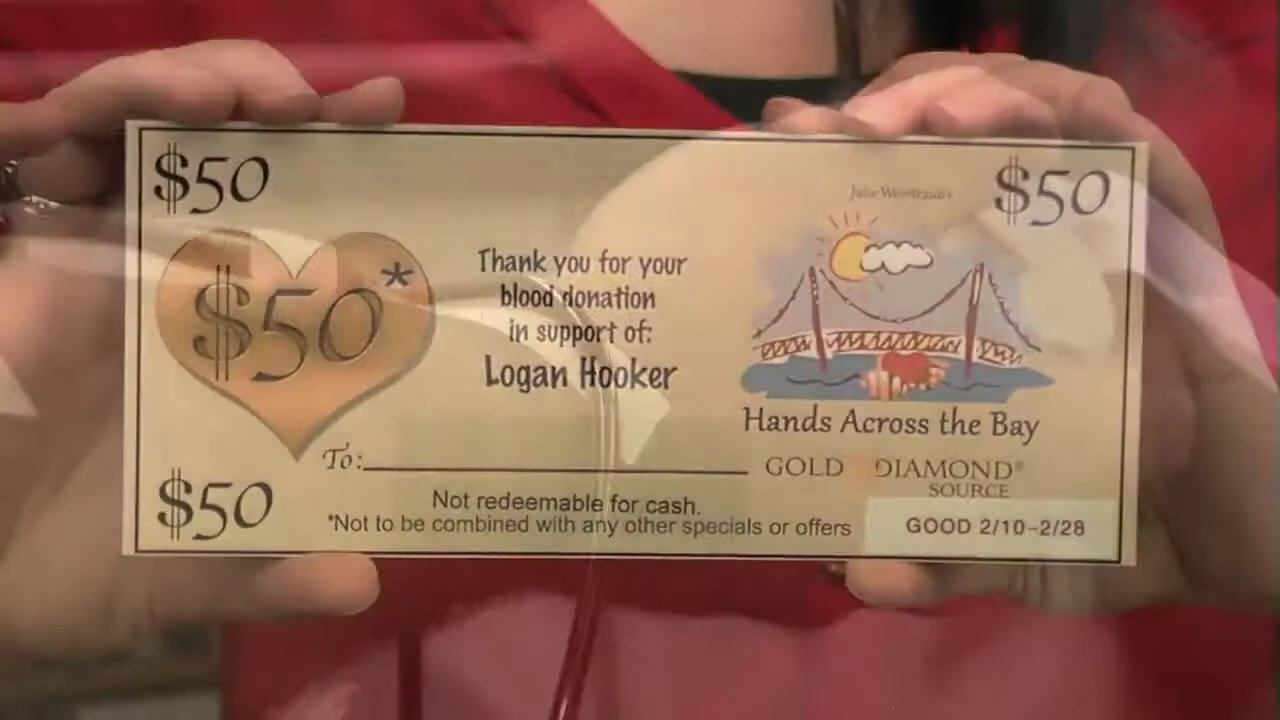 $50
$50
$50*
Thank you for your
blood donation
in support of:
Logan Hooker
Hands Across the Bay
To:
GOLD DIAMOND®
SOURCE
$50
Not redeemable for cash.
*Not to be combined with any other specials or offers
GOOD 2/10-2/28